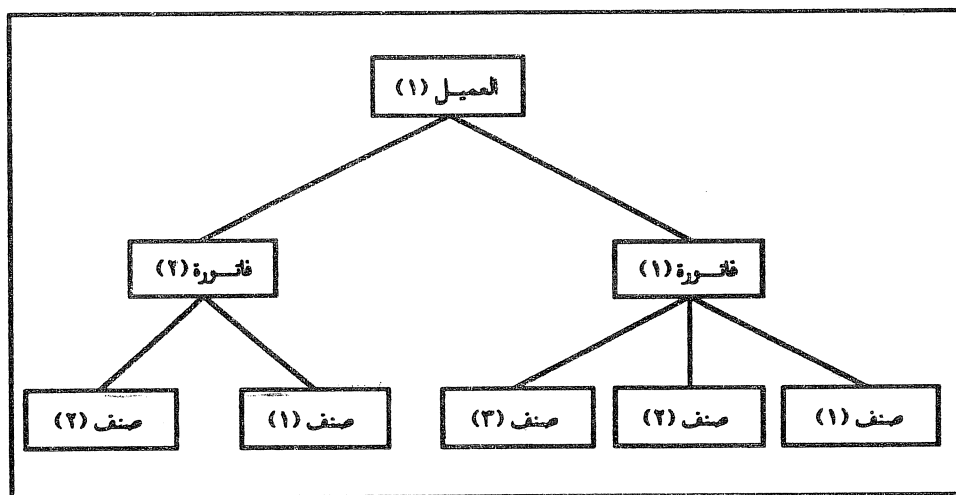 العميل (١)
فاتورة (١)
فاتورة (٢)
صنف (١)
صنف (٢)
صنف (٣)
صنف (١)
صنف (٢)